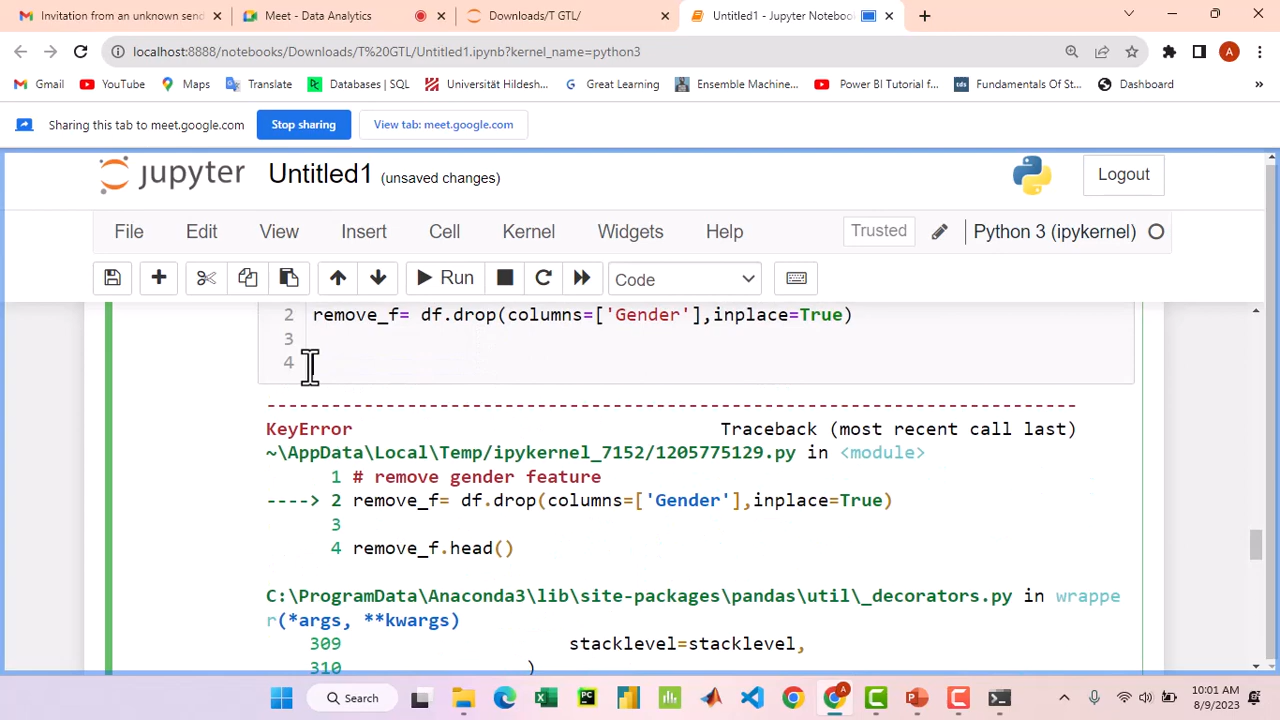 Invitation from an unknown send
Meet - Data Analytics
Downloads/T GTL/
Untitled1 - Jupyter Notebook
localhost:8888/notebooks/Downloads/T%20GTL/Untitled1.ipynb?kernel_name=python3
A
Gmail
YouTube
Maps
Translate
Databases | SQL
Universität Hildesh...
Great Learning
Ensemble Machine...
Power BI Tutorial f...
Fundamentals Of St...
Dashboard
»
Sharing this tab to meet.google.com
Stop sharing
View tab: meet.google.com
jupyter Untitled1 (unsaved changes)
Logout
File Edit View Insert Cell Kernel Widgets Help
Trusted
Python 3 (ipykernel)
Run
Code
2 remove_f= df.drop(columns=['Gender'],inplace=True)
3
4
---------------------------------------------------------------------------
KeyError Traceback (most recent call last)
~\AppData\Local\Temp/ipykernel_7152/1205775129.py in <module>
1 # remove gender feature
----> 2 remove_f= df.drop(columns=['Gender'],inplace=True)
3
4 remove_f.head()
C:\ProgramData\Anaconda3\lib\site-packages\pandas\util\_decorators.py in wrappe
r(*args, **kwargs)
309 stacklevel=stacklevel,
310 )
Search
10:01 AM
8/9/2023